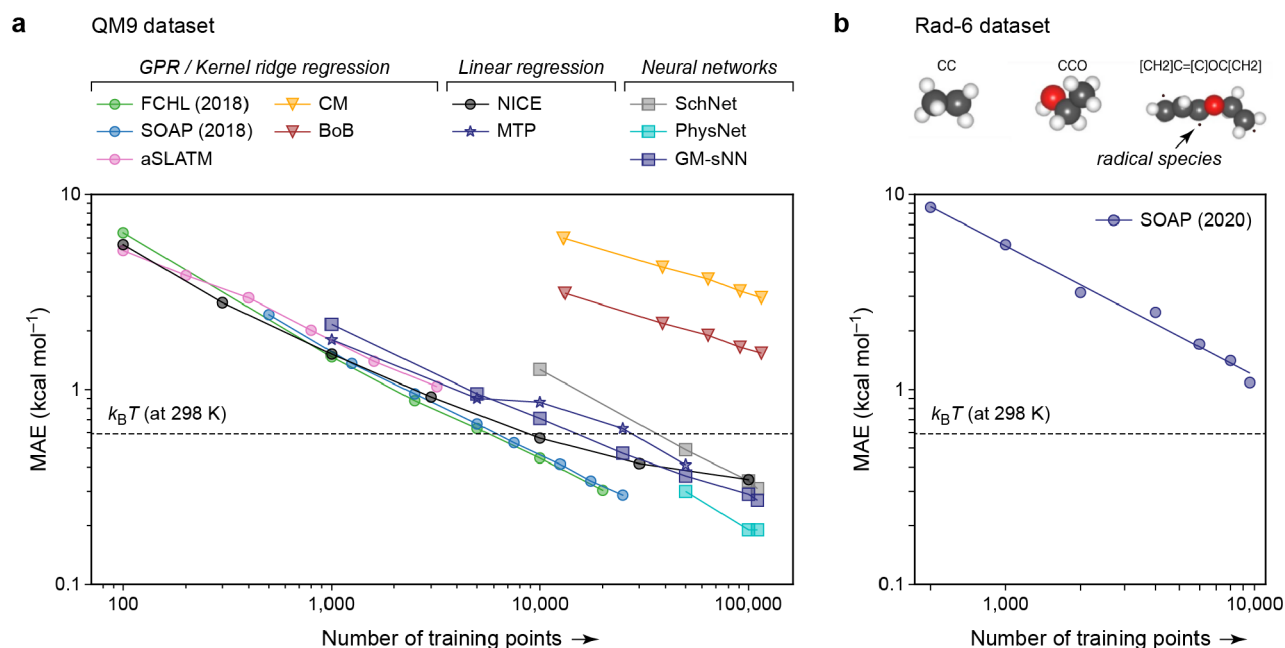 a
QM9 dataset
GPR / Kernel ridge regression
Linear regression
Neural networks
FCHL (2018)
SOAP (2018)
aSLATM
CM
BoB
NICE
MTP
SchNet
PhysNet
GM-sNN
MAE (kcal mol⁻¹)
10
1
0.1
k_BT (at 298 K)
100
1,000
10,000
100,000
Number of training points →
b
Rad-6 dataset
CC
CCO
[CH2]C=[C]OC[CH2]
radical species
SOAP (2020)
MAE (kcal mol⁻¹)
10
1
0.1
k_BT (at 298 K)
1,000
10,000
Number of training points →